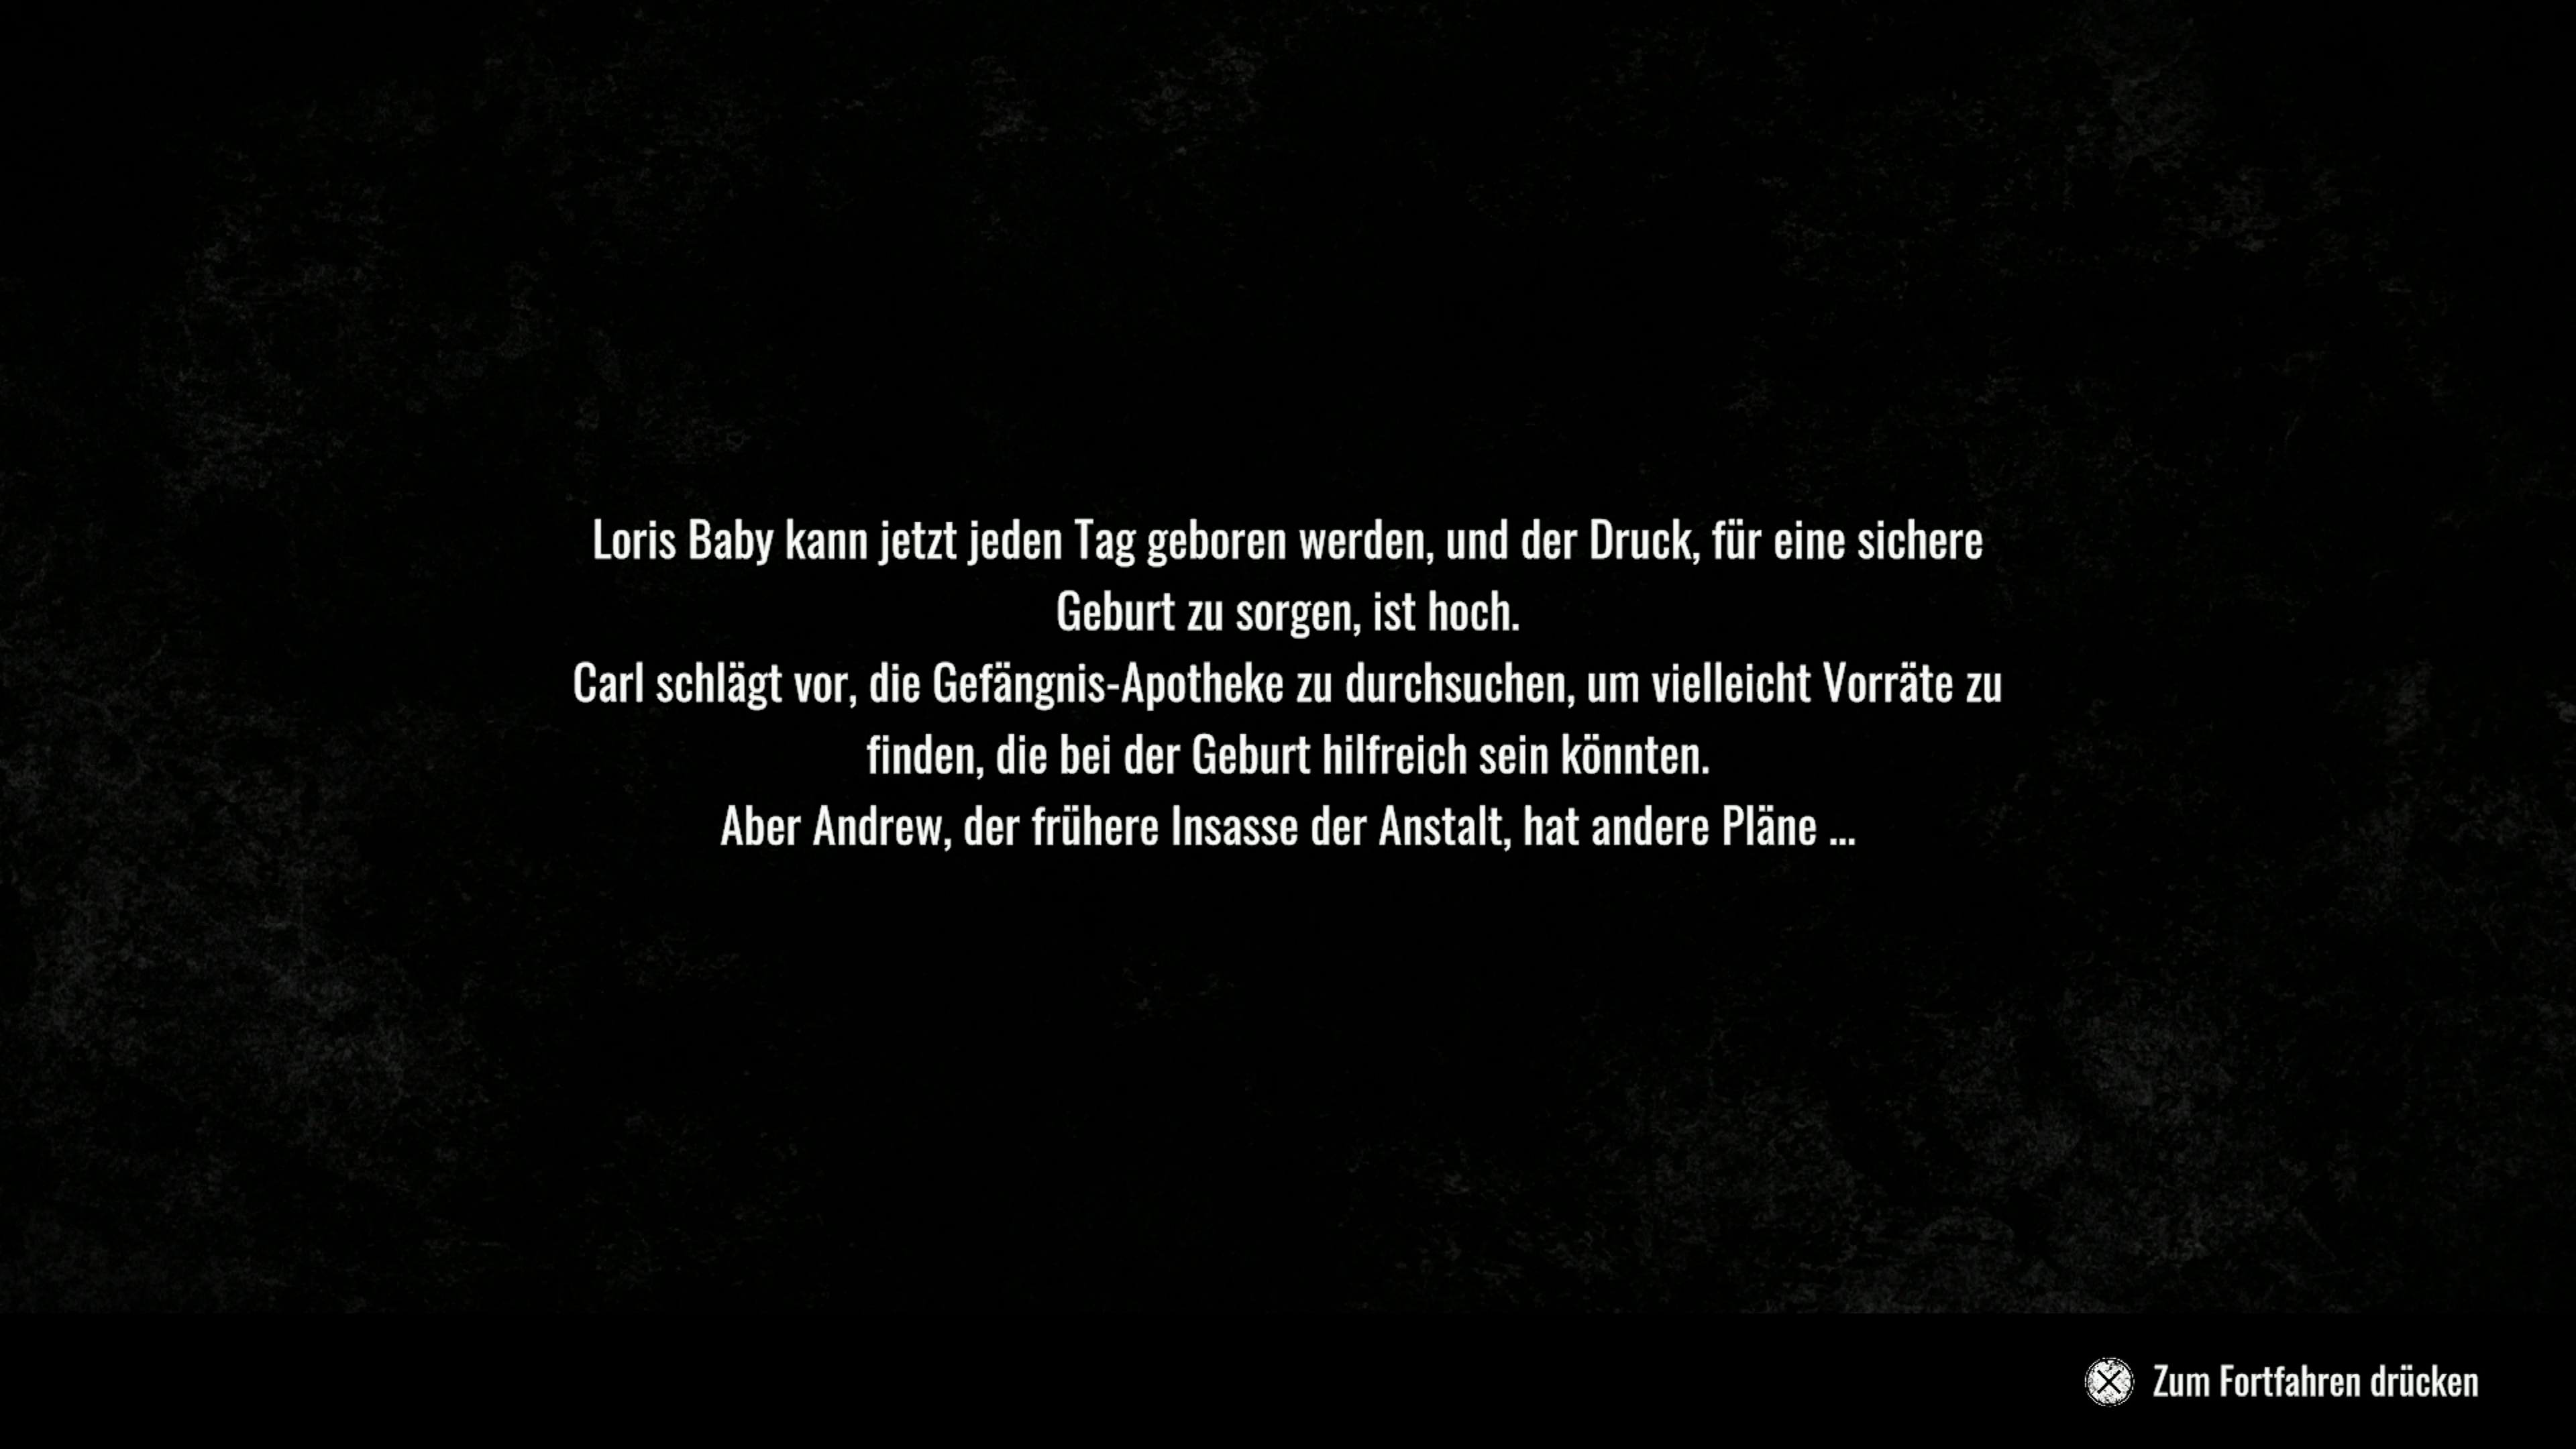 Loris Baby kann jetzt jeden Tag geboren werden, und der Druck, für eine sichere
Geburt zu sorgen, ist hoch.
Carl schlägt vor, die Gefängnis-Apotheke zu durchsuchen, um vielleicht Vorräte zu
finden, die bei der Geburt hilfreich sein könnten.
Aber Andrew, der frühere Insasse der Anstalt, hat andere Pläne ...
Zum Fortfahren drücken